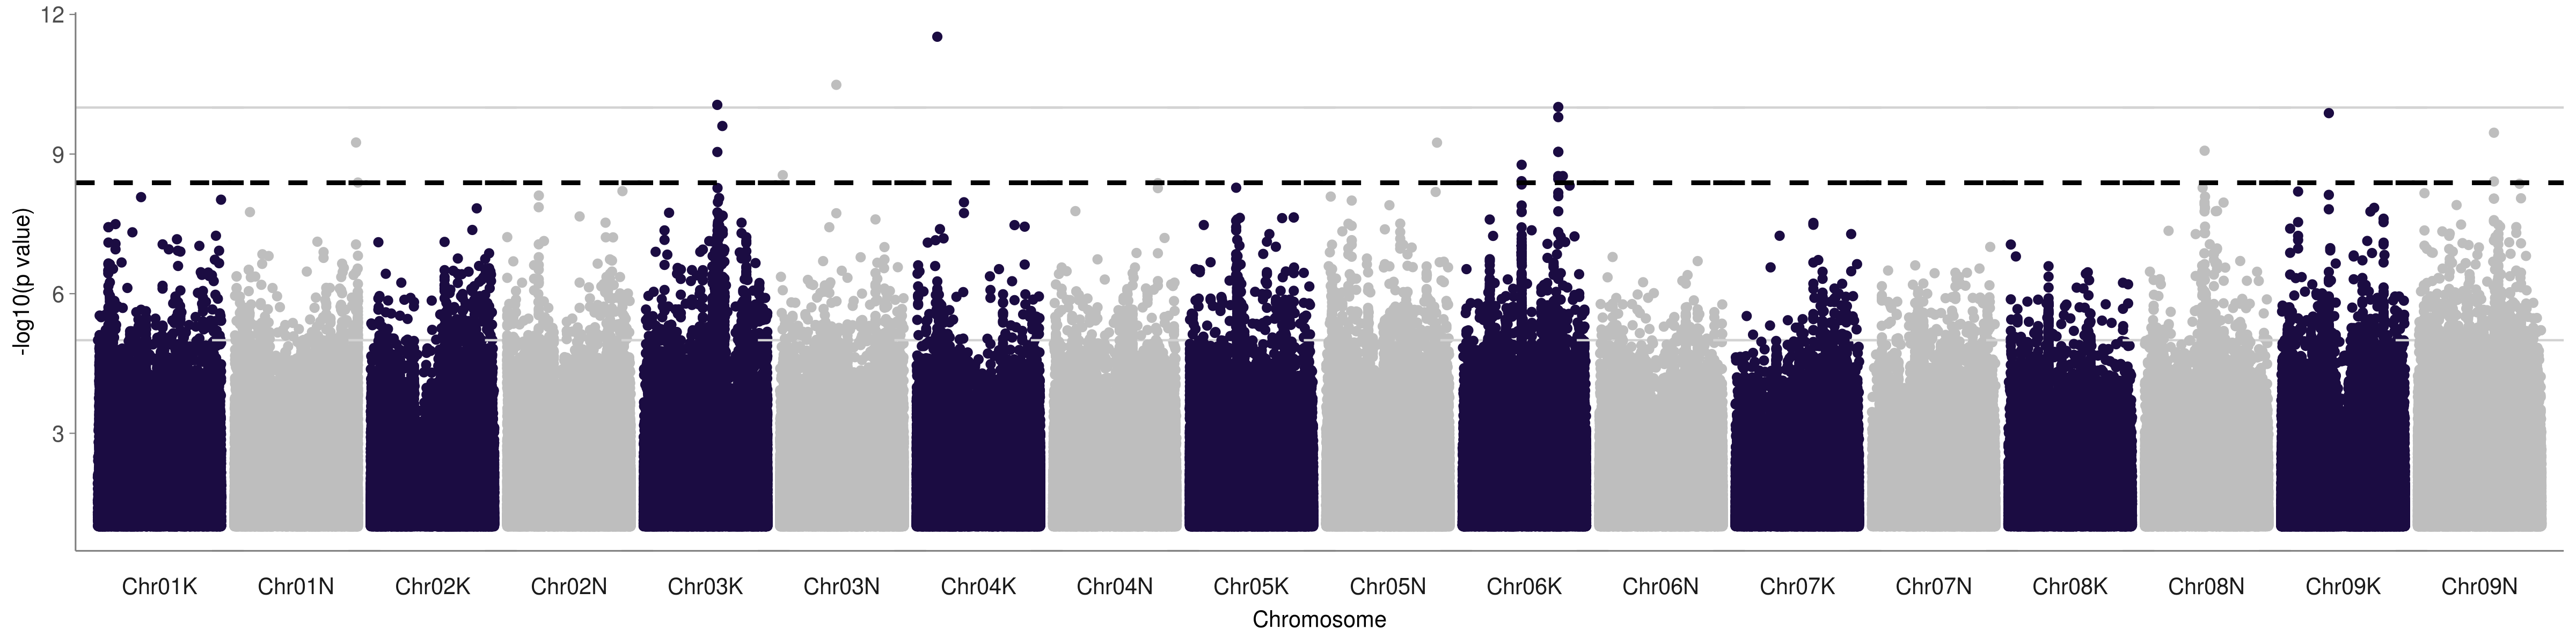 12
9
6
3
-log10(p value)
Chr01K Chr01N Chr02K Chr02N Chr03K Chr03N Chr04K Chr04N Chr05K Chr05N Chr06K Chr06N Chr07K Chr07N Chr08K Chr08N Chr09K Chr09N
Chromosome